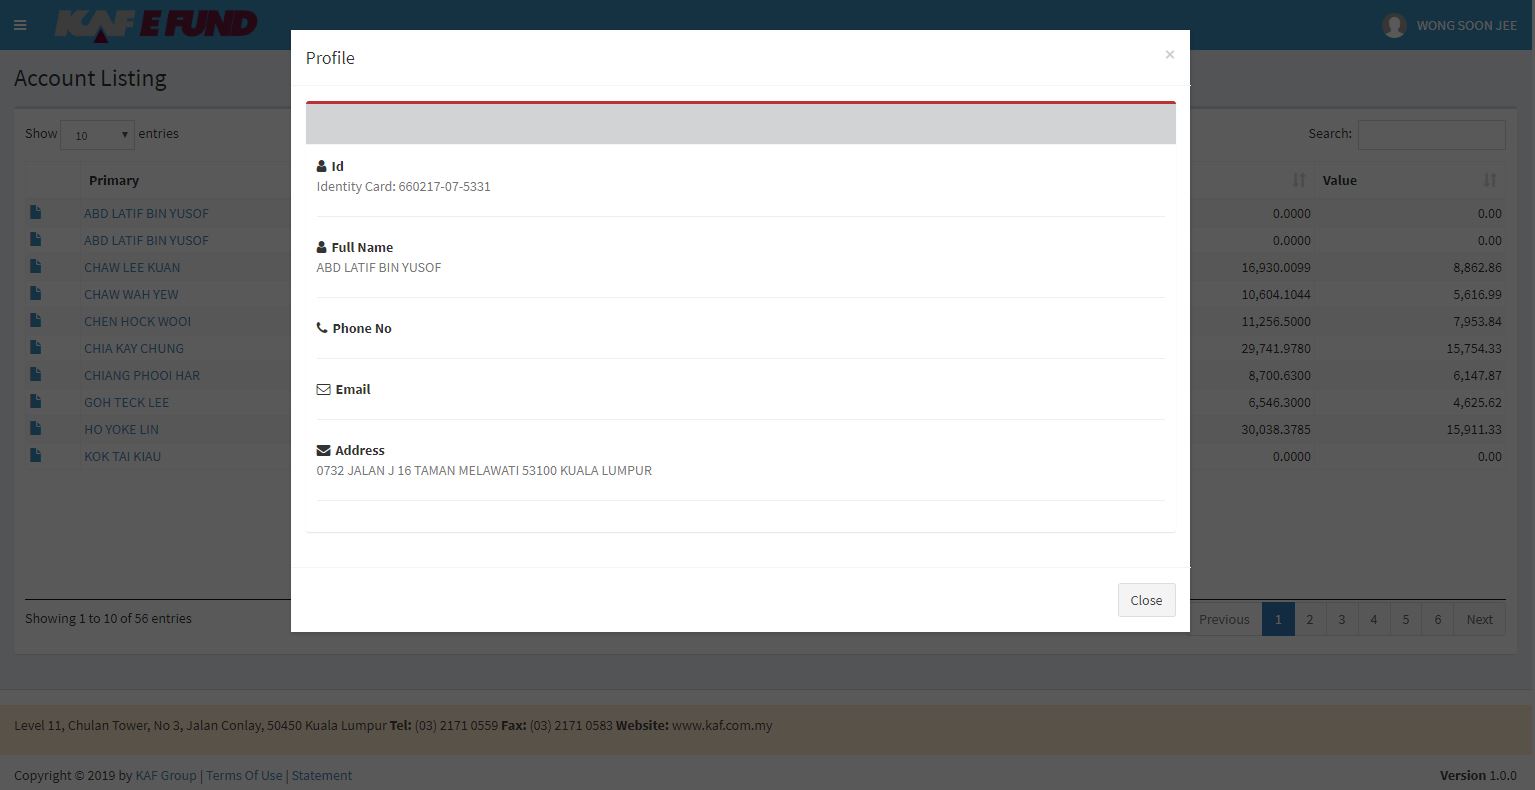 KAF E FUND
WONG SOON JEE
Account Listing
Show 10 entries
Search:
Primary
Value
ABD LATIF BIN YUSOF 0.0000 0.00
ABD LATIF BIN YUSOF 0.0000 0.00
CHAW LEE KUAN 16,930.0099 8,862.86
CHAW WAH YEW 10,604.1044 5,616.99
CHEN HOCK WOOI 11,256.5000 7,953.84
CHIA KAY CHUNG 29,741.9780 15,754.33
CHIANG PHOOI HAR 8,700.6300 6,147.87
GOH TECK LEE 6,546.3000 4,625.62
HO YOKE LIN 30,038.3785 15,911.33
KOK TAI KIAU 0.0000 0.00
Showing 1 to 10 of 56 entries
Previous 1 2 3 4 5 6 Next
Profile ×
Id
Identity Card: 660217-07-5331
Full Name
ABD LATIF BIN YUSOF
Phone No
Email
Address
0732 JALAN J 16 TAMAN MELAWATI 53100 KUALA LUMPUR
Close
Level 11, Chulan Tower, No 3, Jalan Conlay, 50450 Kuala Lumpur Tel: (03) 2171 0559 Fax: (03) 2171 0583 Website: www.kaf.com.my
Copyright © 2019 by KAF Group | Terms Of Use | Statement
Version 1.0.0